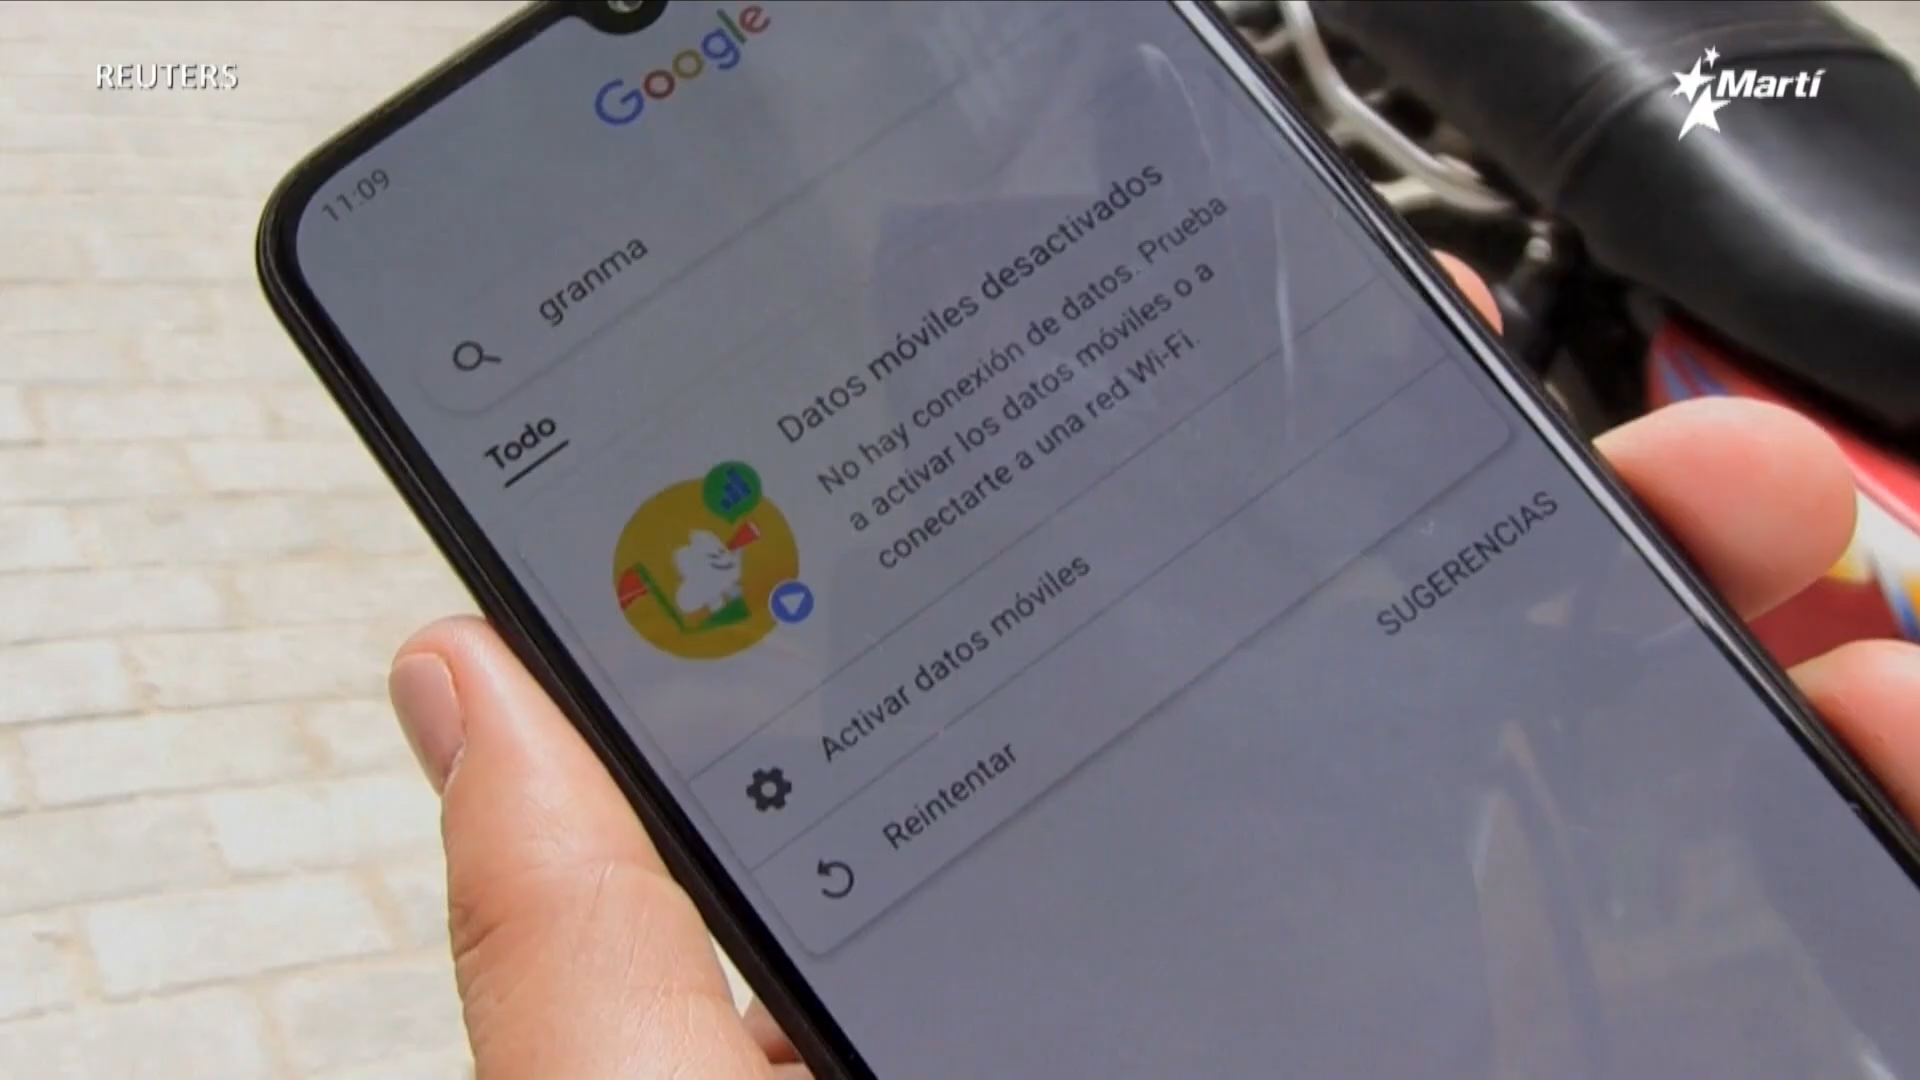 REUTERS
Martí
Google
11:09
granma
Todo
Datos móviles desactivados
No hay conexión de datos. Prueba
a activar los datos móviles o a
conectarte a una red Wi-Fi.
Activar datos móviles
Reintentar
SUGERENCIAS